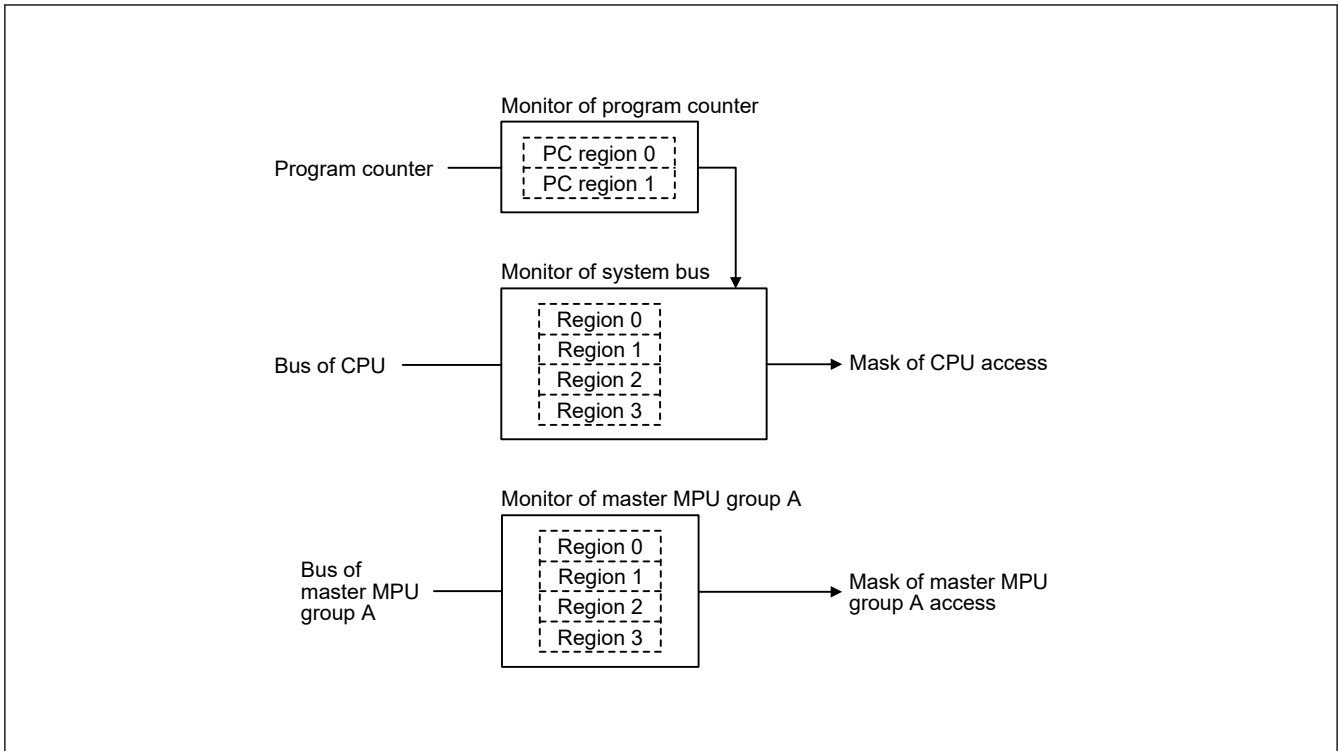 Monitor of program counter
Program counter
PC region 0
PC region 1
Monitor of system bus
Bus of CPU
Region 0
Region 1
Region 2
Region 3
Mask of CPU access
Monitor of master MPU group A
Bus of
master MPU
group A
Region 0
Region 1
Region 2
Region 3
Mask of master MPU
group A access